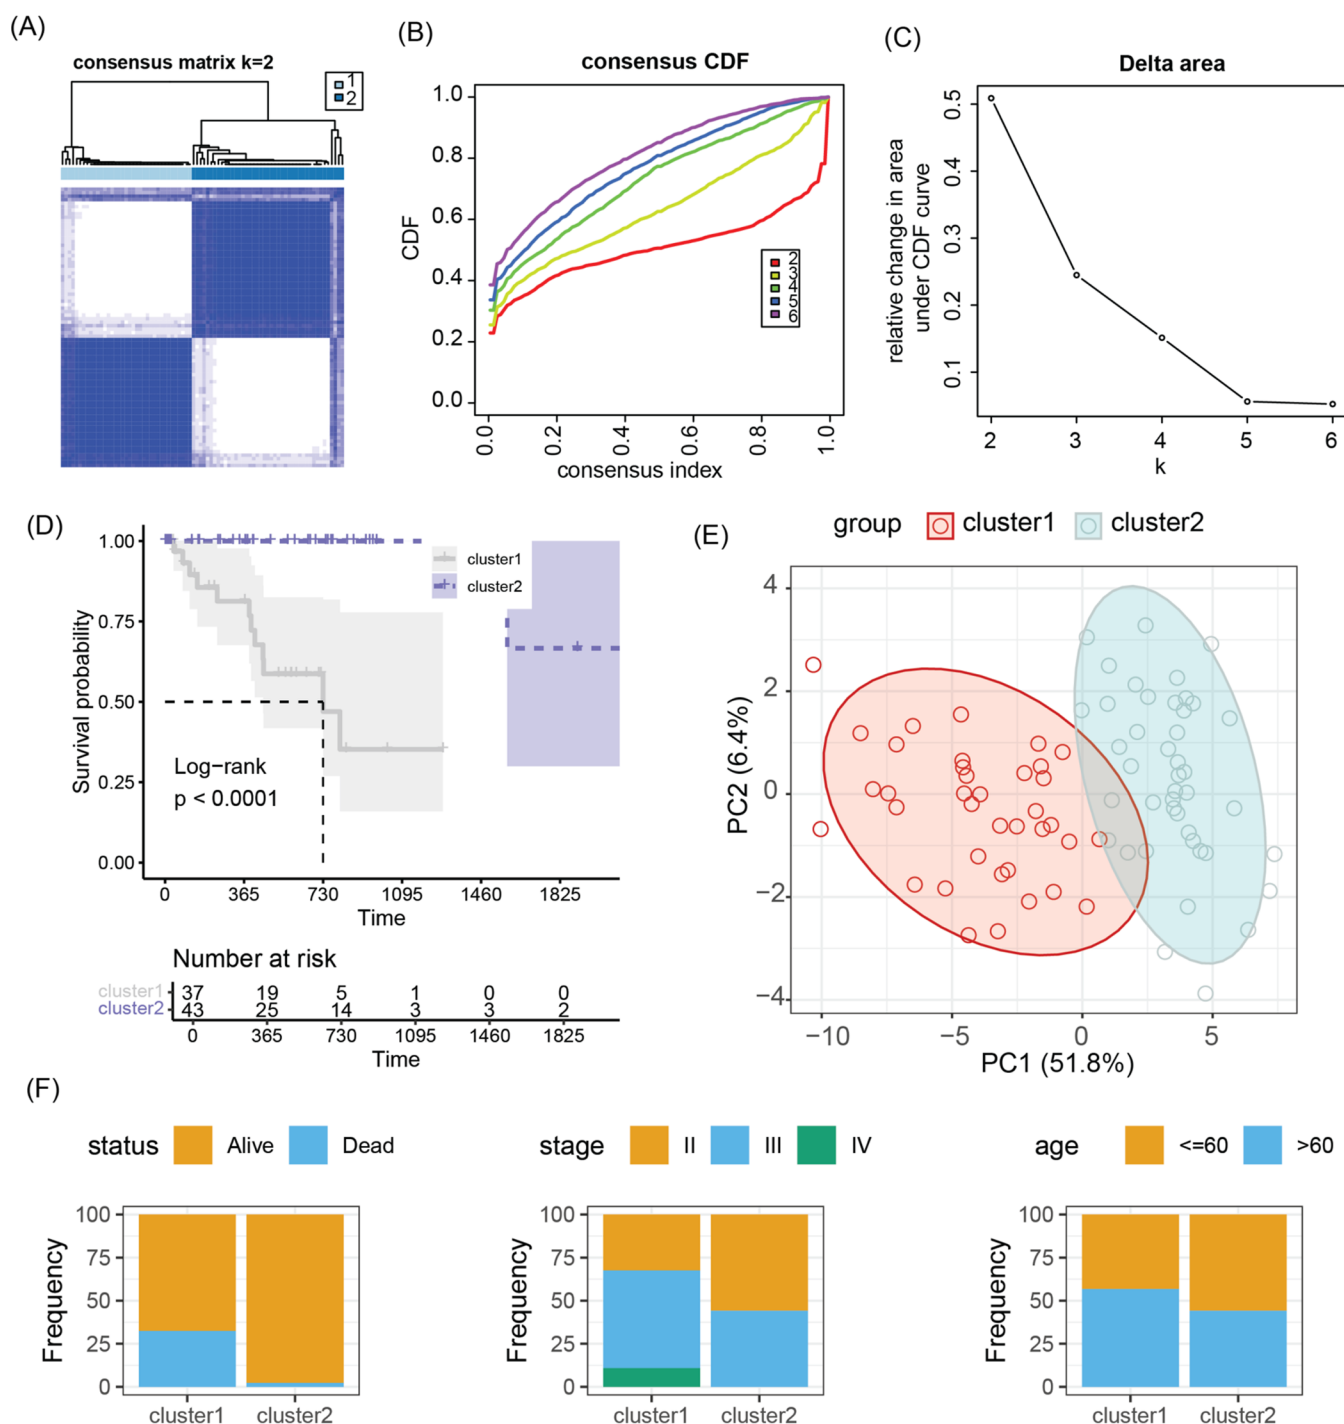 (A)
consensus matrix k=2
1
2
(B)
consensus CDF
CDF
1.0
0.8
0.6
0.4
0.2
0.0
2
3
4
5
6
0.0 0.2 0.4 0.6 0.8 1.0
consensus index
(C)
Delta area
relative change in area
under CDF curve
0.5
0.4
0.3
0.2
0.1
2 3 4 5 6
k
(D)
Survival probability
1.00
0.75
0.50
0.25
0.00
cluster1
cluster2
Log-rank
p < 0.0001
0 365 730 1095 1460 1825
Time
Number at risk
cluster1 37 19 5 1 0 0
cluster2 43 25 14 3 3 2
0 365 730 1095 1460 1825
Time
(E)
group cluster1 cluster2
PC2 (6.4%)
4
2
0
−2
−4
−10 −5 0 5
PC1 (51.8%)
(F)
status Alive Dead
Frequency
100
75
50
25
0
cluster1 cluster2
stage II III IV
Frequency
100
75
50
25
0
cluster1 cluster2
age <=60 >60
Frequency
100
75
50
25
0
cluster1 cluster2